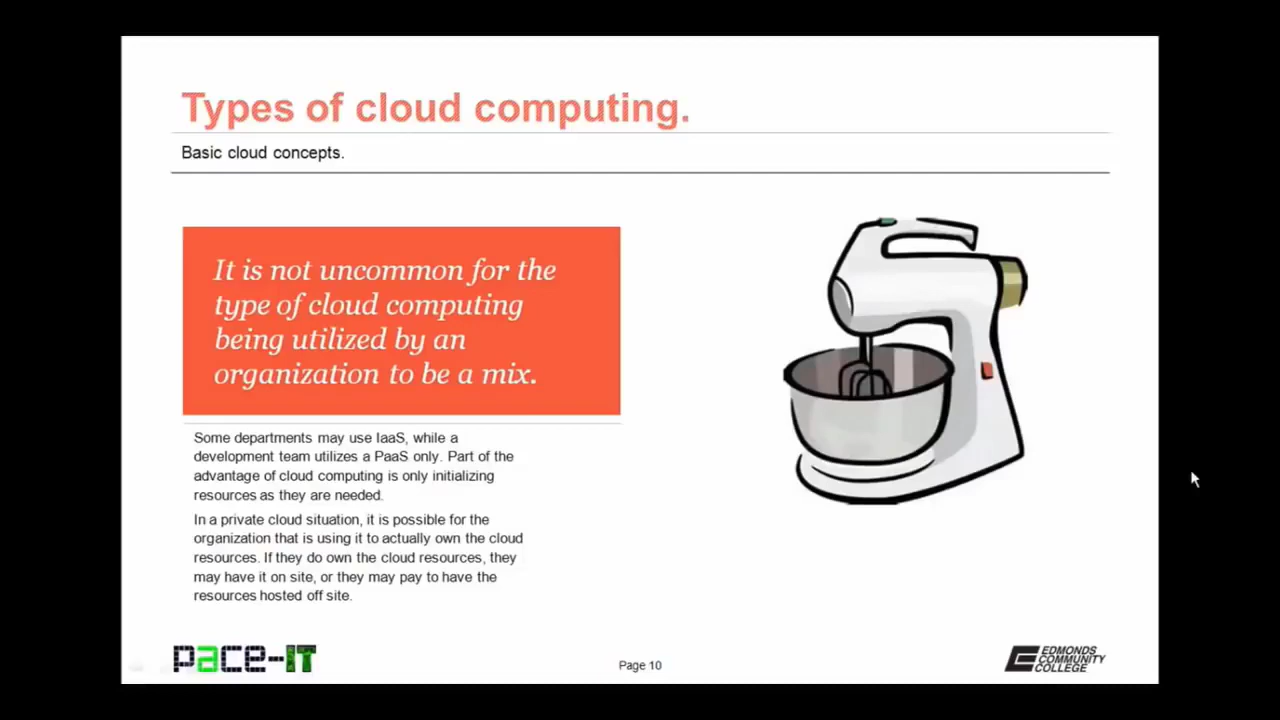 Types of cloud computing.
Basic cloud concepts.
It is not uncommon for the
type of cloud computing
being utilized by an
organization to be a mix.
Some departments may use IaaS, while a
development team utilizes a PaaS only. Part of the
advantage of cloud computing is only initializing
resources as they are needed.
In a private cloud situation, it is possible for the
organization that is using it to actually own the cloud
resources. If they do own the cloud resources, they
may have it on site, or they may pay to have the
resources hosted off site.
pace-IT
Page 10
EDMONDS
COMMUNITY
COLLEGE